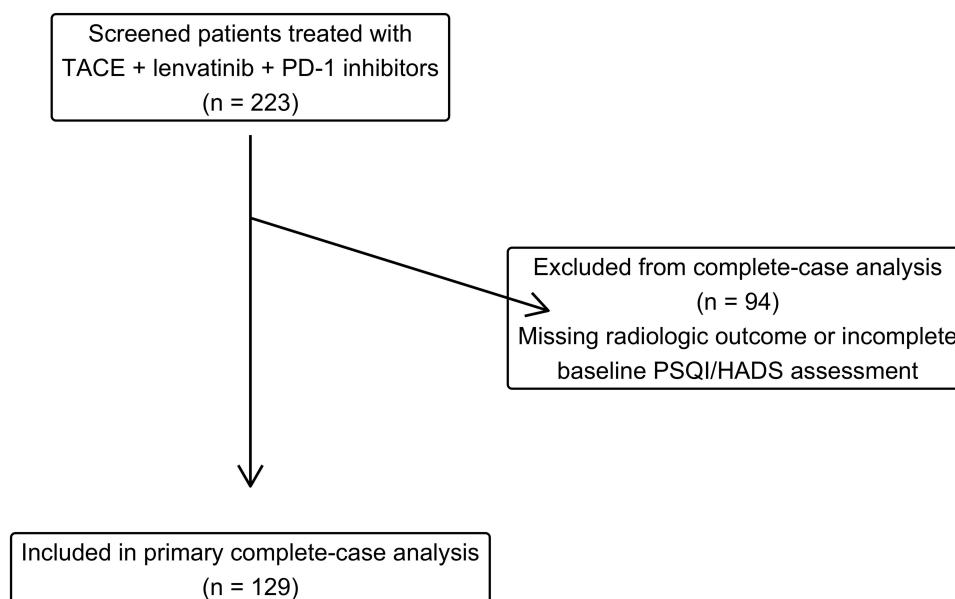 Screened patients treated with
TACE + lenvatinib + PD-1 inhibitors
(n = 223)
Excluded from complete-case analysis
(n = 94)
Missing radiologic outcome or incomplete
baseline PSQI/HADS assessment
Included in primary complete-case analysis
(n = 129)